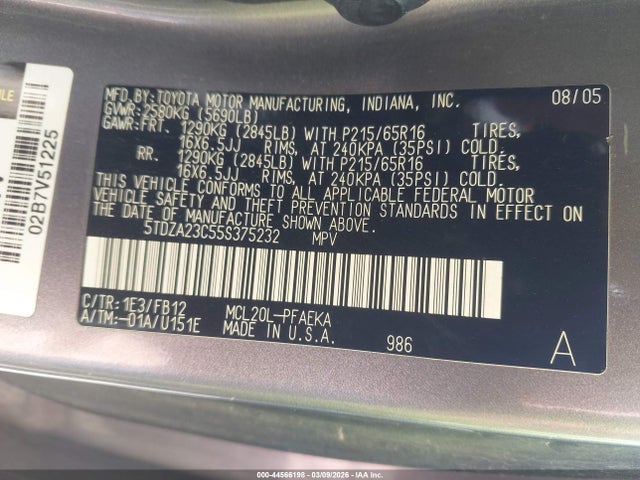 MFD.BY:TOYOTA MOTOR MANUFACTURING, INDIANA, INC. 08/05
GVWR:2580KG (5690LB)
GAWR:FRT. 1290KG (2845LB) WITH P215/65R16 TIRES,
16X6.5JJ RIMS, AT 240KPA (35PSI) COLD.
RR. 1290KG (2845LB) WITH P215/65R16 TIRES,
16X6.5JJ RIMS, AT 240KPA (35PSI) COLD.
THIS VEHICLE CONFORMS TO ALL APPLICABLE FEDERAL MOTOR
VEHICLE SAFETY AND THEFT PREVENTION STANDARDS IN EFFECT ON
THE DATE OF MANUFACTURE SHOWN ABOVE.
5TDZA23C55S375232 MPV
C/TR:1E3/FB12 MCL20L-PFAEKA
A/TM:-01A/U151E MADE IN U.S.A. 986 A
02B7V51225
000-44566198 - 03/09/2026 - IAA Inc.